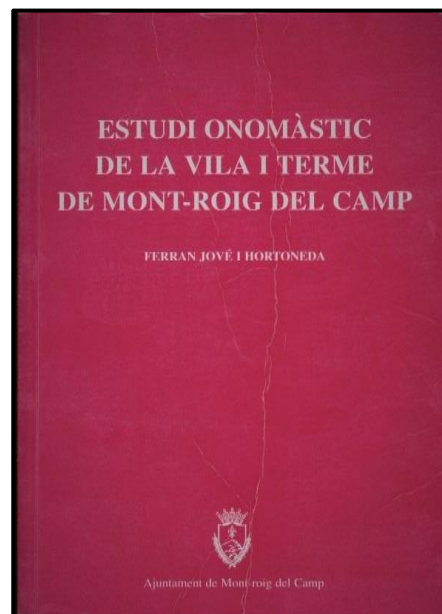 ESTUDI ONOMÀSTIC
DE LA VILA I TERME
DE MONT-ROIG DEL CAMP
FERRAN JOVÉ I HORTONEDA
Ajuntament de Mont-roig del Camp